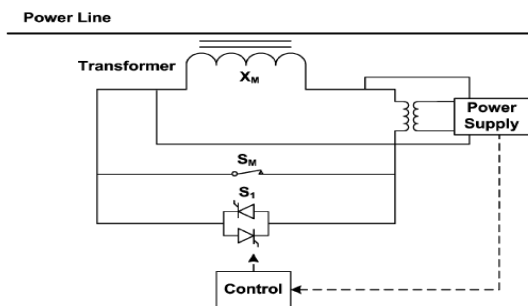 Power Line
Transformer
X_M
Power
Supply
S_M
S_1
Control